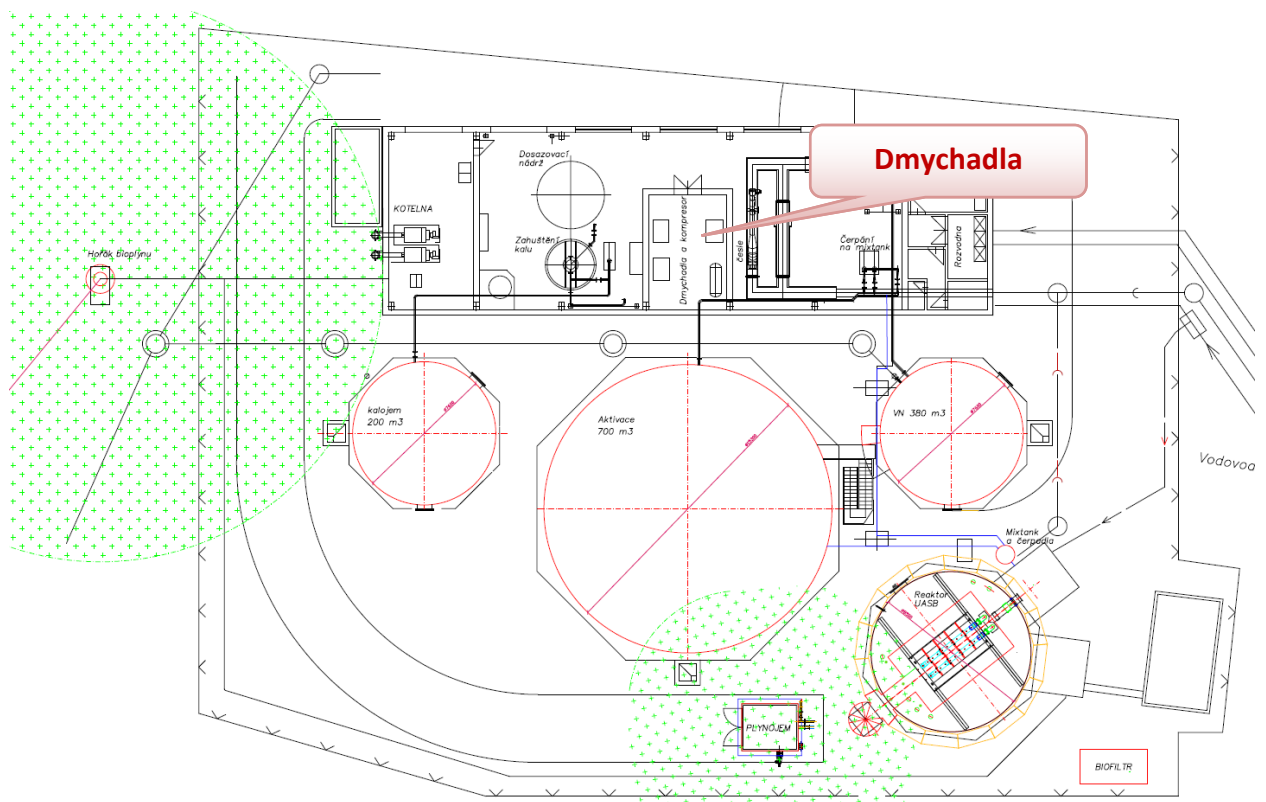 Dmychadla
Dosazovací
nádrž
KOTELNA
Zahuštění
kalu
Dmychadla a kompresor
česle
Čerpání
na mixtank
Rozvodna
Hořák bioplynu
kalojem
200 m3
Aktivace
700 m3
VN 380 m3
Vodovod
Mixtank
a čerpadla
Reaktor
UASB
PLYNOJEM
BIOFILTR